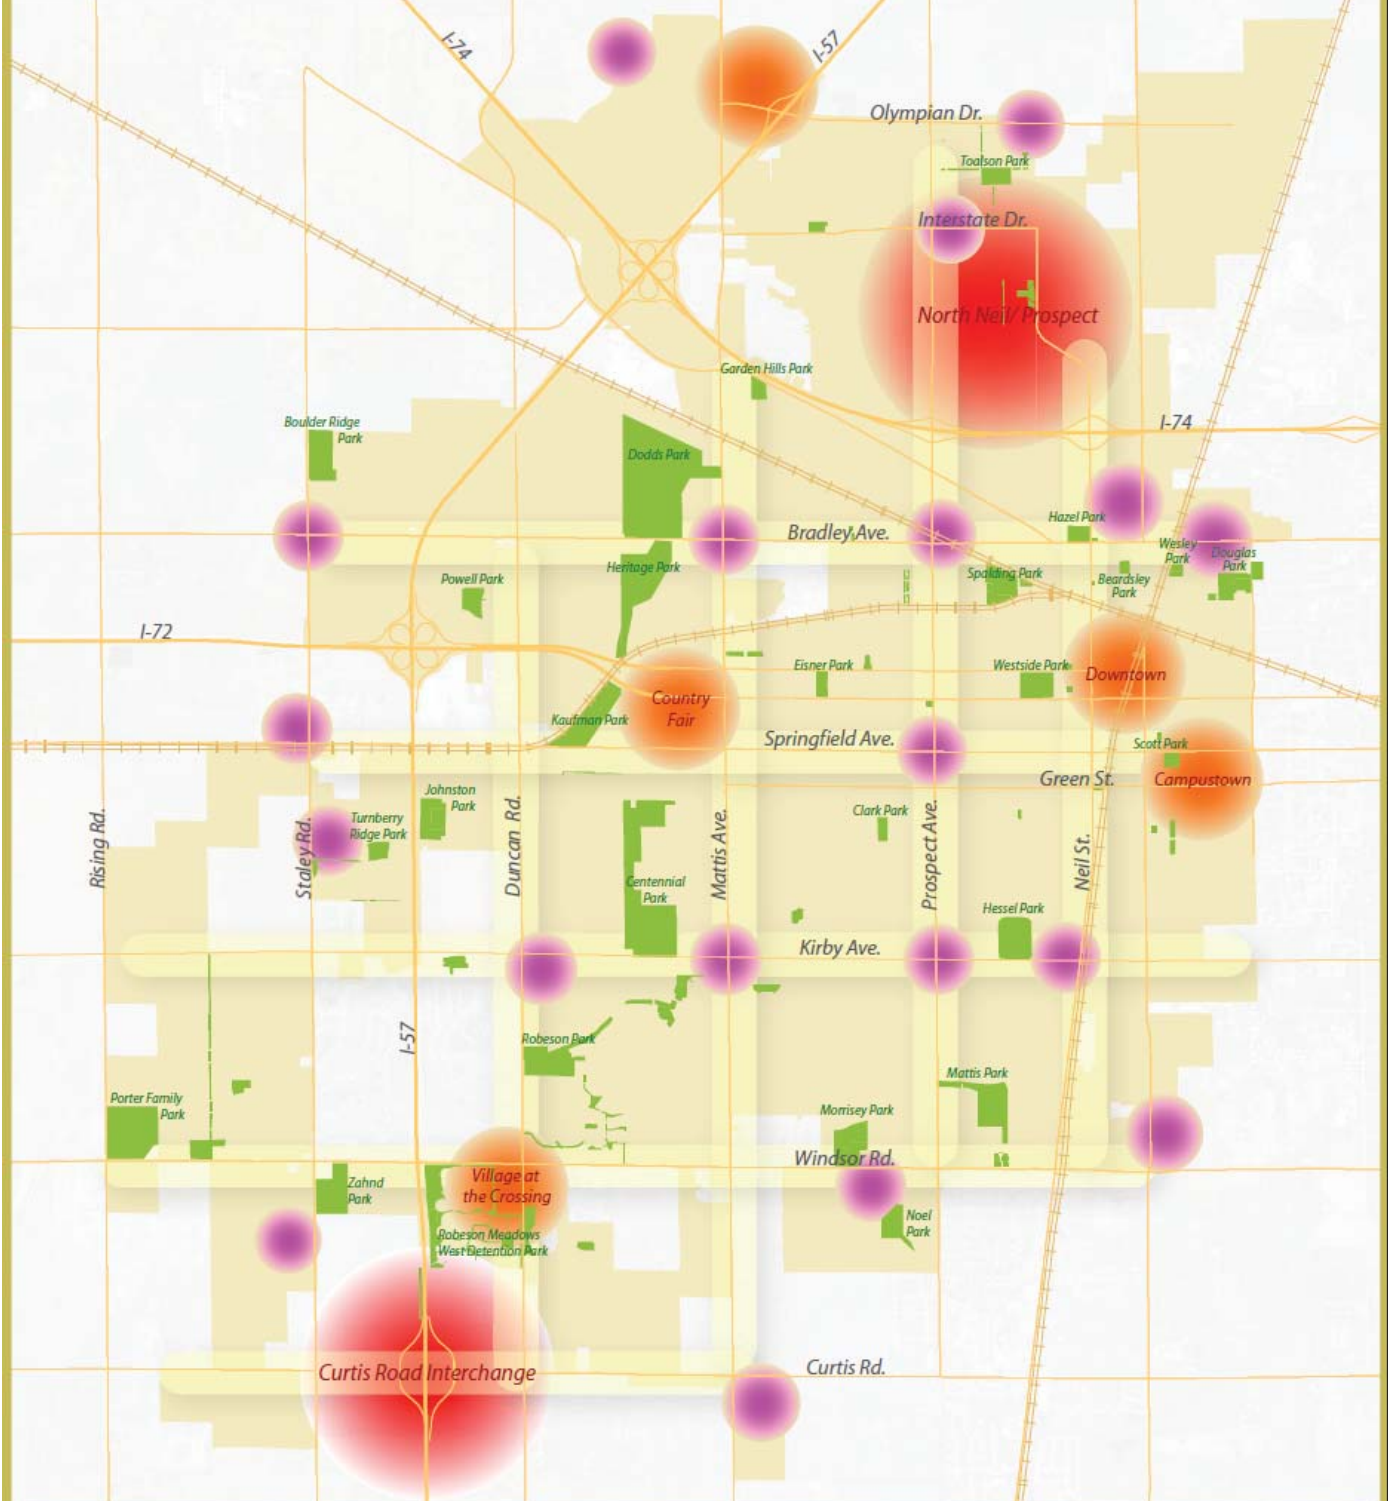 I-74
I-57
Olympian Dr.
Toalson Park
Interstate Dr.
North Neil/ Prospect
Garden Hills Park
Boulder Ridge
Park
I-74
Dodds Park
Hazel Park
Bradley Ave.
Wesley
Park
Douglas
Park
Heritage Park
Powell Park
Spalding Park
Beardsley
Park
I-72
Eisner Park
Westside Park
Downtown
Country
Fair
Kaufman Park
Springfield Ave.
Scott Park
Green St.
Campustown
Johnston
Park
Turnberry
Ridge Park
Clark Park
Rising Rd.
Staley Rd.
Duncan Rd.
Mattis Ave.
Prospect Ave.
Neil St.
Centennial
Park
Hessel Park
Kirby Ave.
I-57
Robeson Park
Mattis Park
Porter Family
Park
Morrisey Park
Windsor Rd.
Village at
the Crossing
Zahnd
Park
Noel
Park
Robeson Meadows
West Detention Park
Curtis Road Interchange
Curtis Rd.